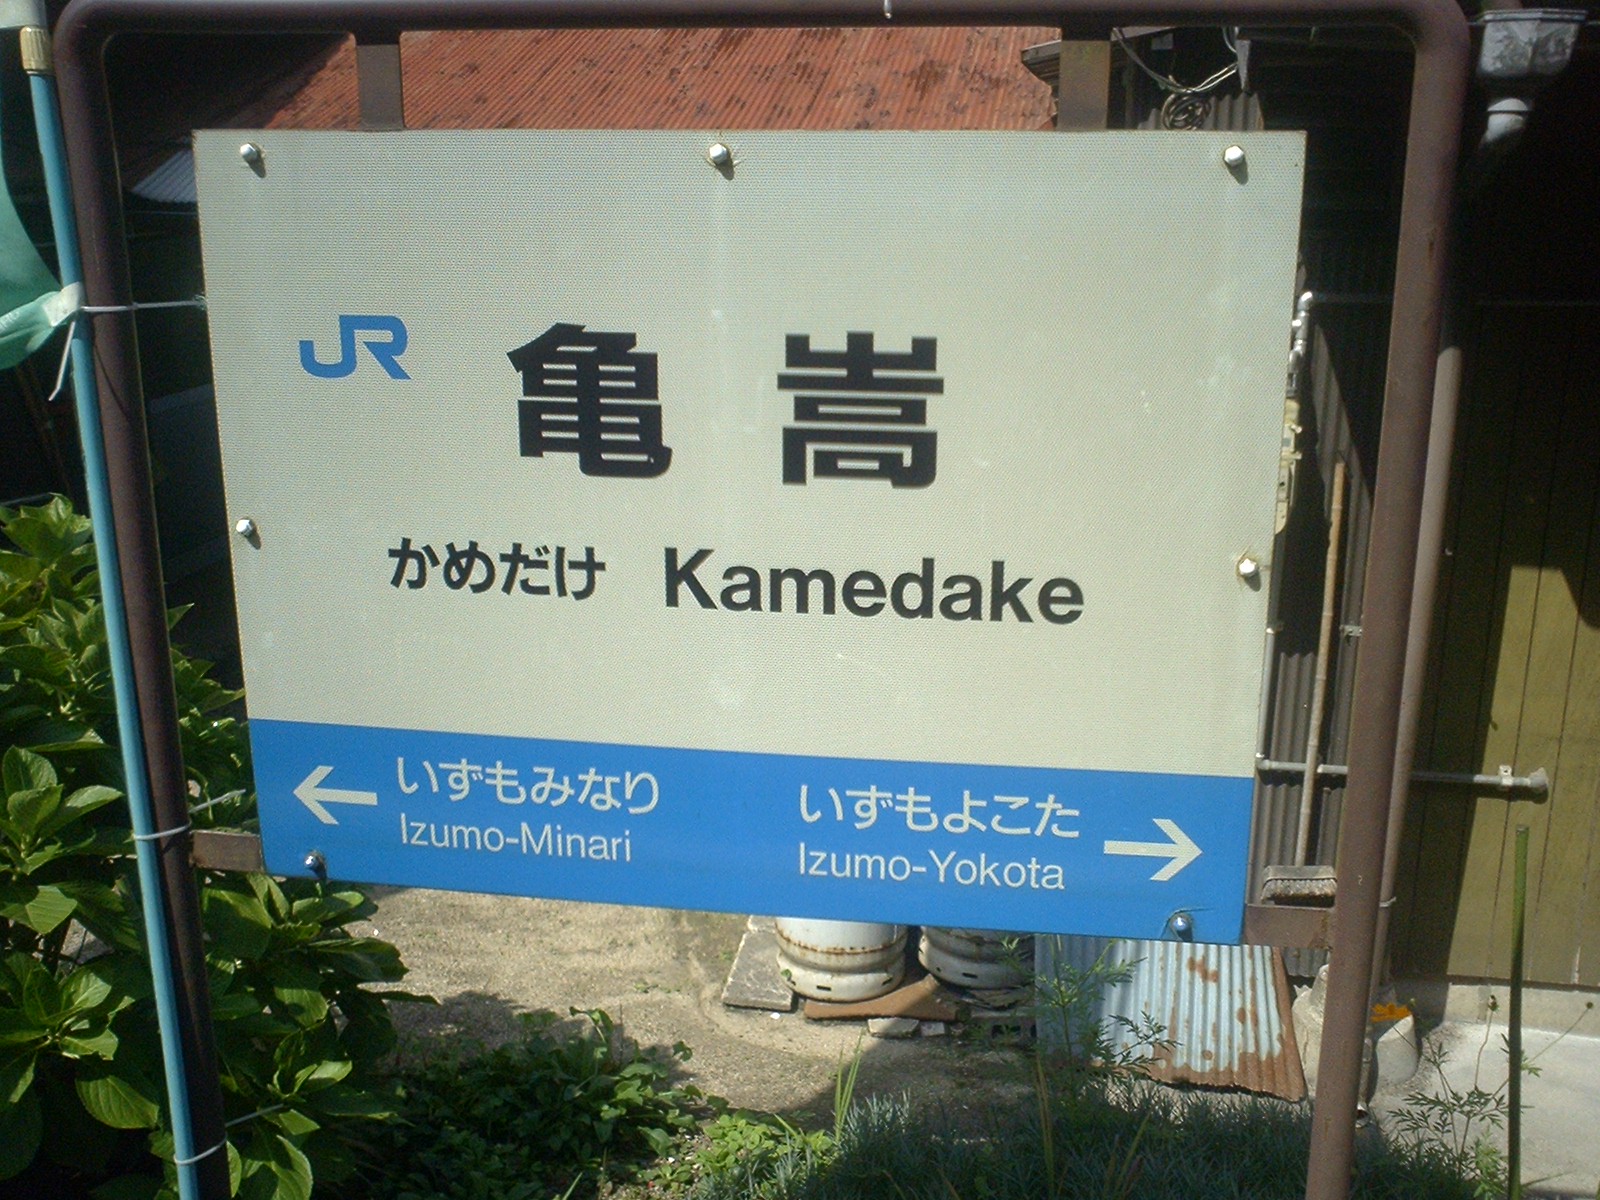 JR 亀嵩
かめだけ Kamedake
← いずもみなり
Izumo-Minari
いずもよこた →
Izumo-Yokota